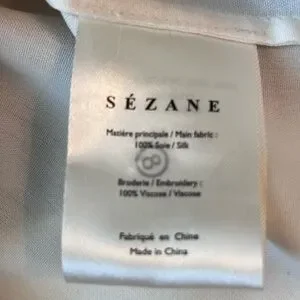 SÉZANE
Matière principale / Main fabric :
100% Soie / Silk
Broderie / Embroidery :
100% Viscose / Viscose
Fabriqué en Chine
Made in China